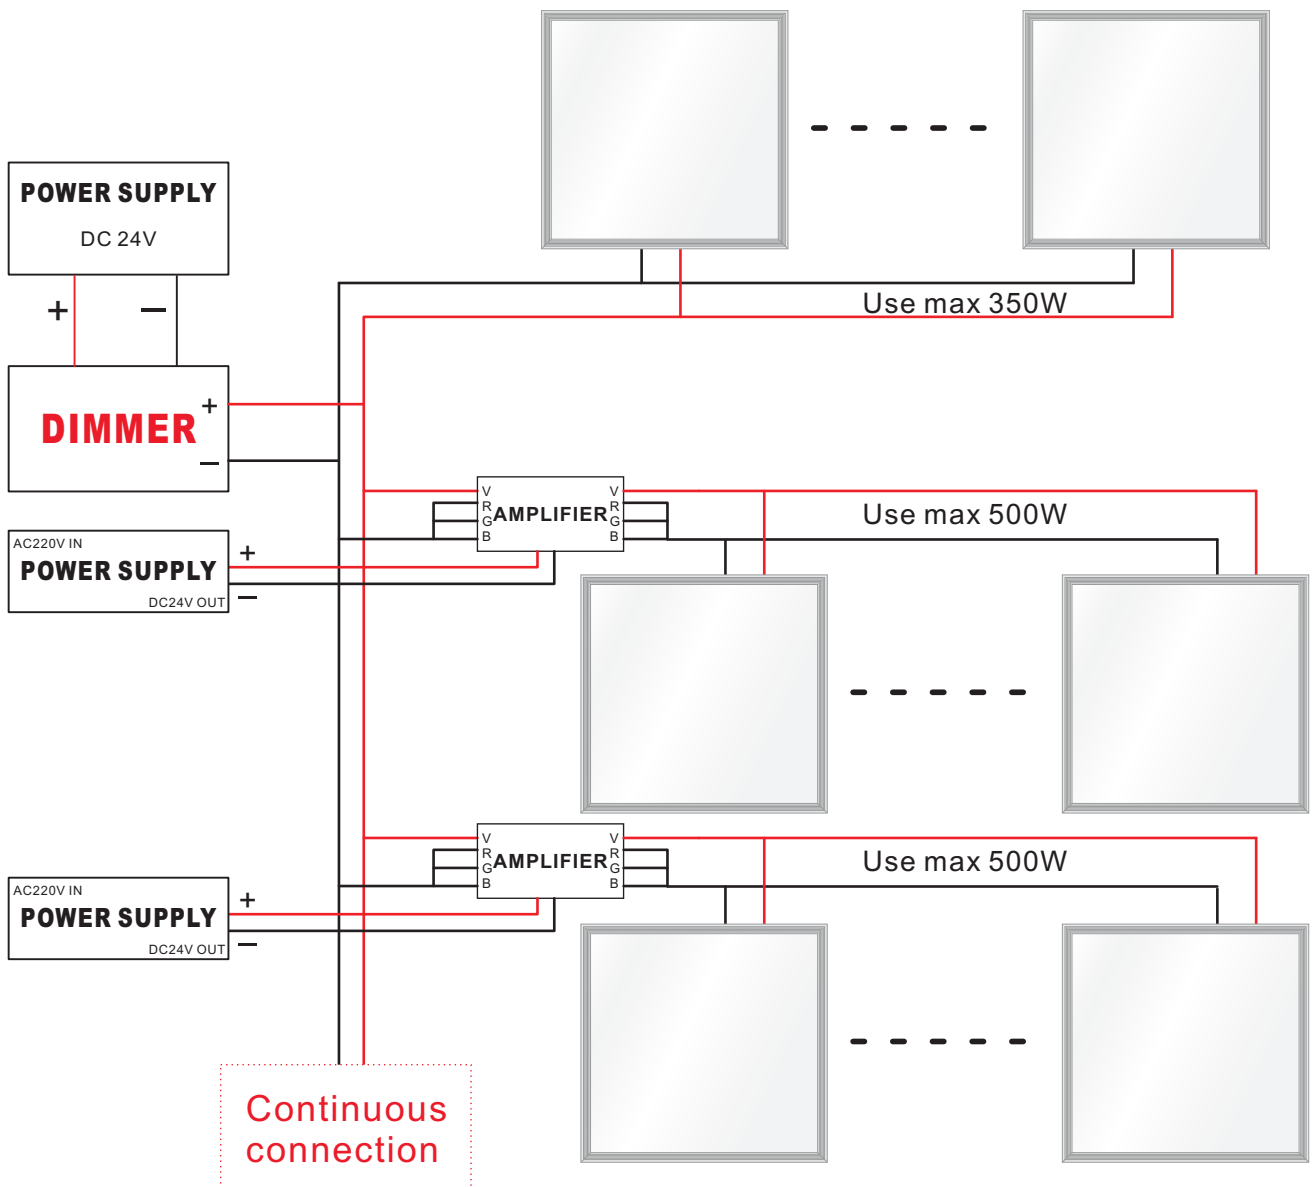 POWER SUPPLY
DC 24V
+ −
Use max 350W
DIMMER
+
−
V V
R R
G AMPLIFIER G
B B
Use max 500W
AC220V IN
+
POWER SUPPLY
DC24V OUT
−
V V
R R
G AMPLIFIER G
B B
Use max 500W
AC220V IN
+
POWER SUPPLY
DC24V OUT
−
Continuous
connection